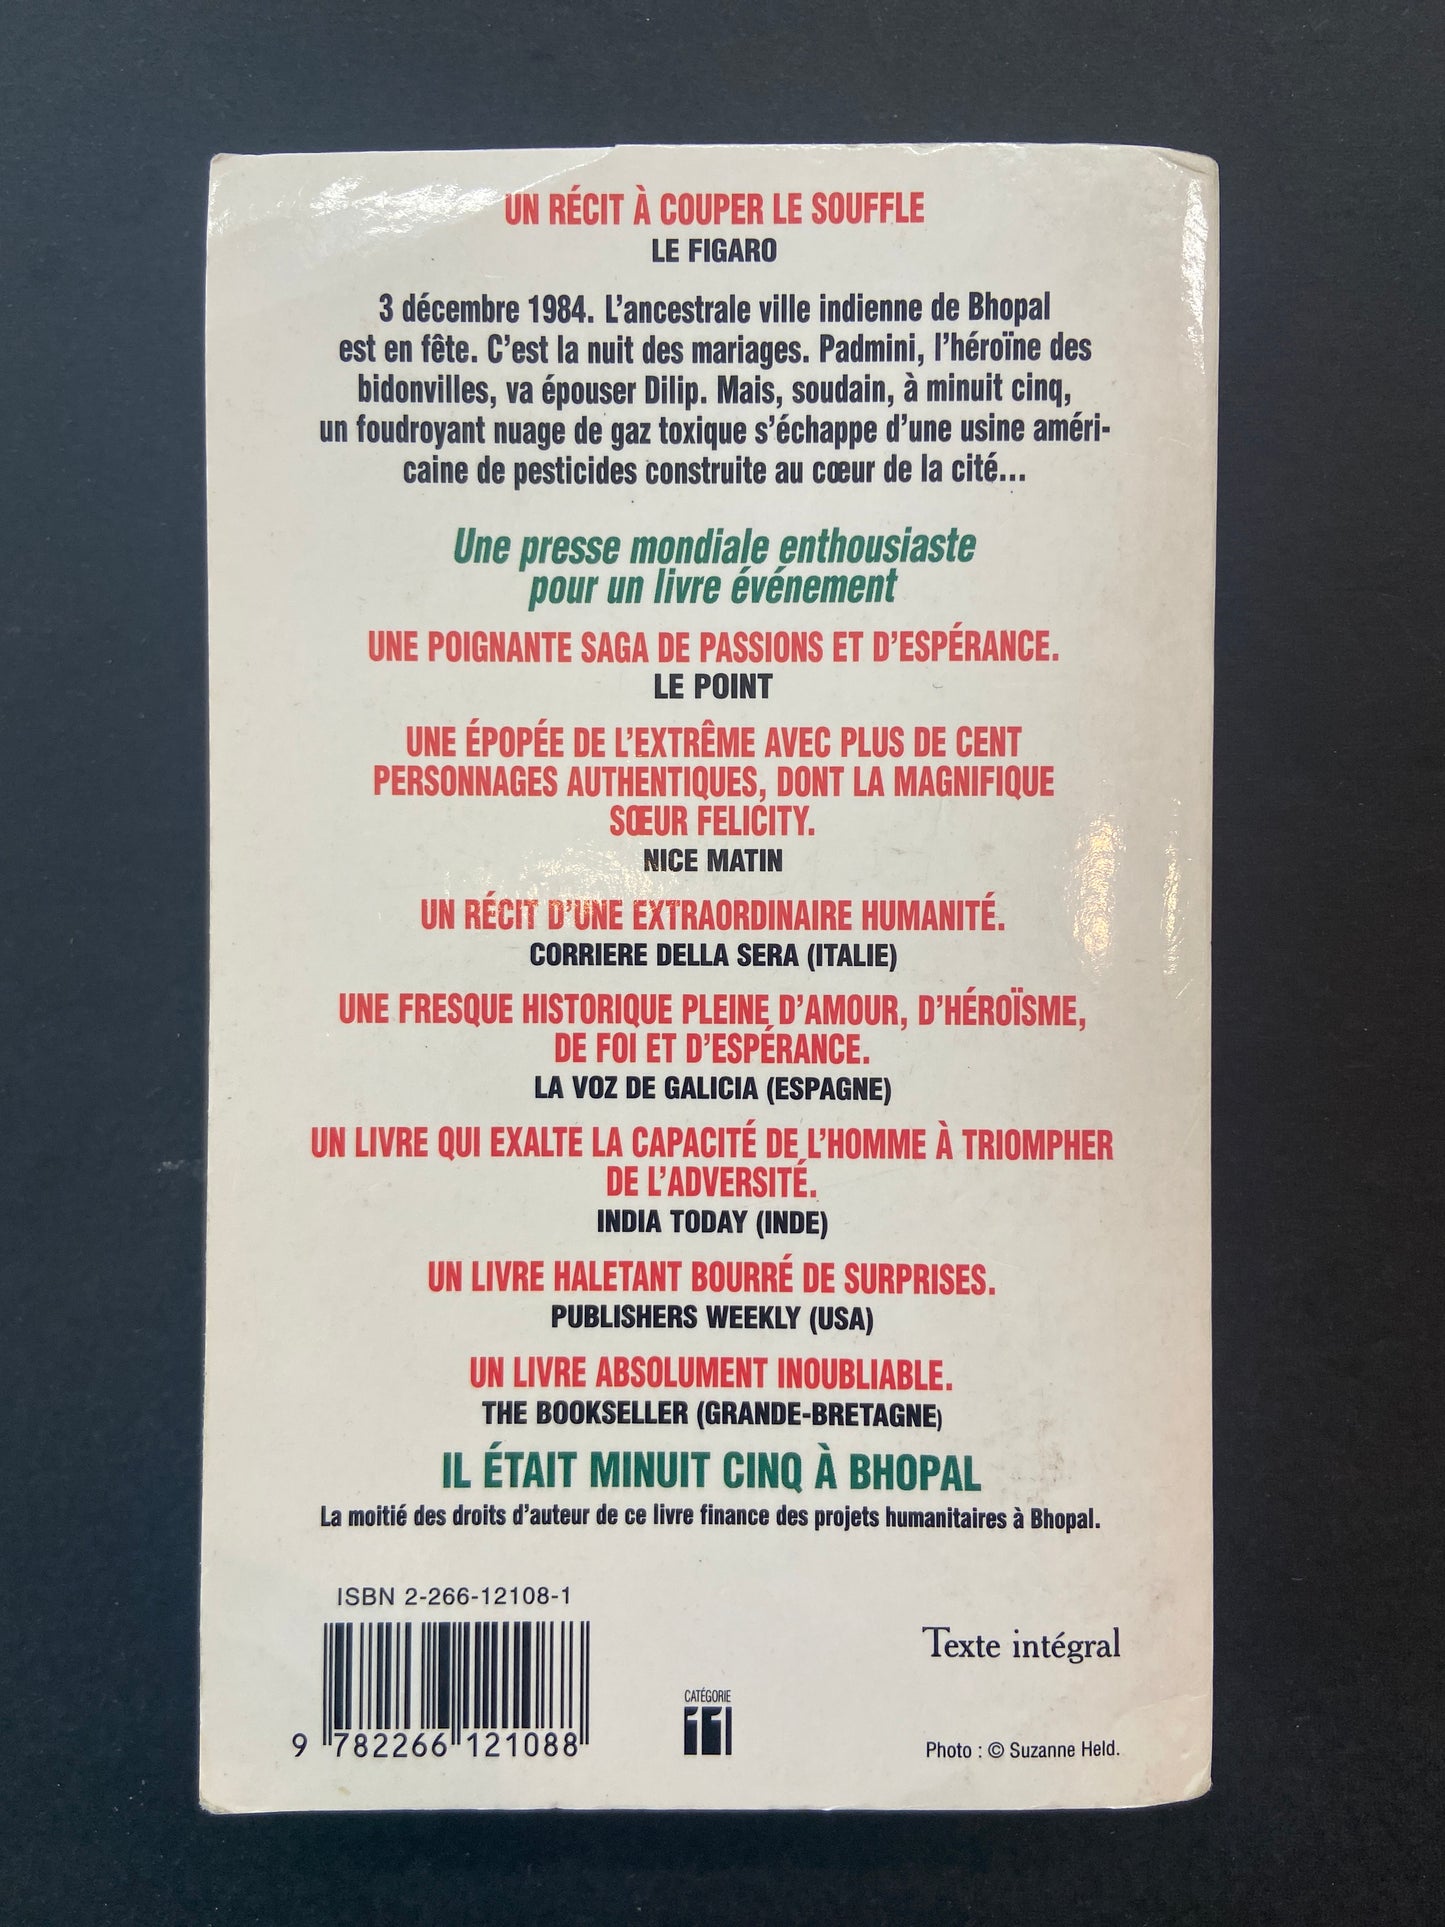 UN RÉCIT À COUPER LE SOUFFLE
LE FIGARO
3 décembre 1984. L'ancestrale ville indienne de Bhopal
est en fête. C'est la nuit des mariages. Padmini, l'héroïne des
bidonvilles, va épouser Dilip. Mais, soudain, à minuit cinq,
un foudroyant nuage de gaz toxique s'échappe d'une usine améri-
caine de pesticides construite au cœur de la cité...
Une presse mondiale enthousiaste
pour un livre événement
UNE POIGNANTE SAGA DE PASSIONS ET D'ESPÉRANCE.
LE POINT
UNE ÉPOPÉE DE L'EXTRÊME AVEC PLUS DE CENT
PERSONNAGES AUTHENTIQUES, DONT LA MAGNIFIQUE
SŒUR FELICITY.
NICE MATIN
UN RÉCIT D'UNE EXTRAORDINAIRE HUMANITÉ.
CORRIERE DELLA SERA (ITALIE)
UNE FRESQUE HISTORIQUE PLEINE D'AMOUR, D'HÉROÏSME,
DE FOI ET D'ESPÉRANCE.
LA VOZ DE GALICIA (ESPAGNE)
UN LIVRE QUI EXALTE LA CAPACITÉ DE L'HOMME À TRIOMPHER
DE L'ADVERSITÉ.
INDIA TODAY (INDE)
UN LIVRE HALETANT BOURRÉ DE SURPRISES.
PUBLISHERS WEEKLY (USA)
UN LIVRE ABSOLUMENT INOUBLIABLE.
THE BOOKSELLER (GRANDE-BRETAGNE)
IL ÉTAIT MINUIT CINQ À BHOPAL
La moitié des droits d'auteur de ce livre finance des projets humanitaires à Bhopal.
ISBN 2-266-12108-1
9 782266 121088
CATÉGORIE
11
Texte intégral
Photo : © Suzanne Held.